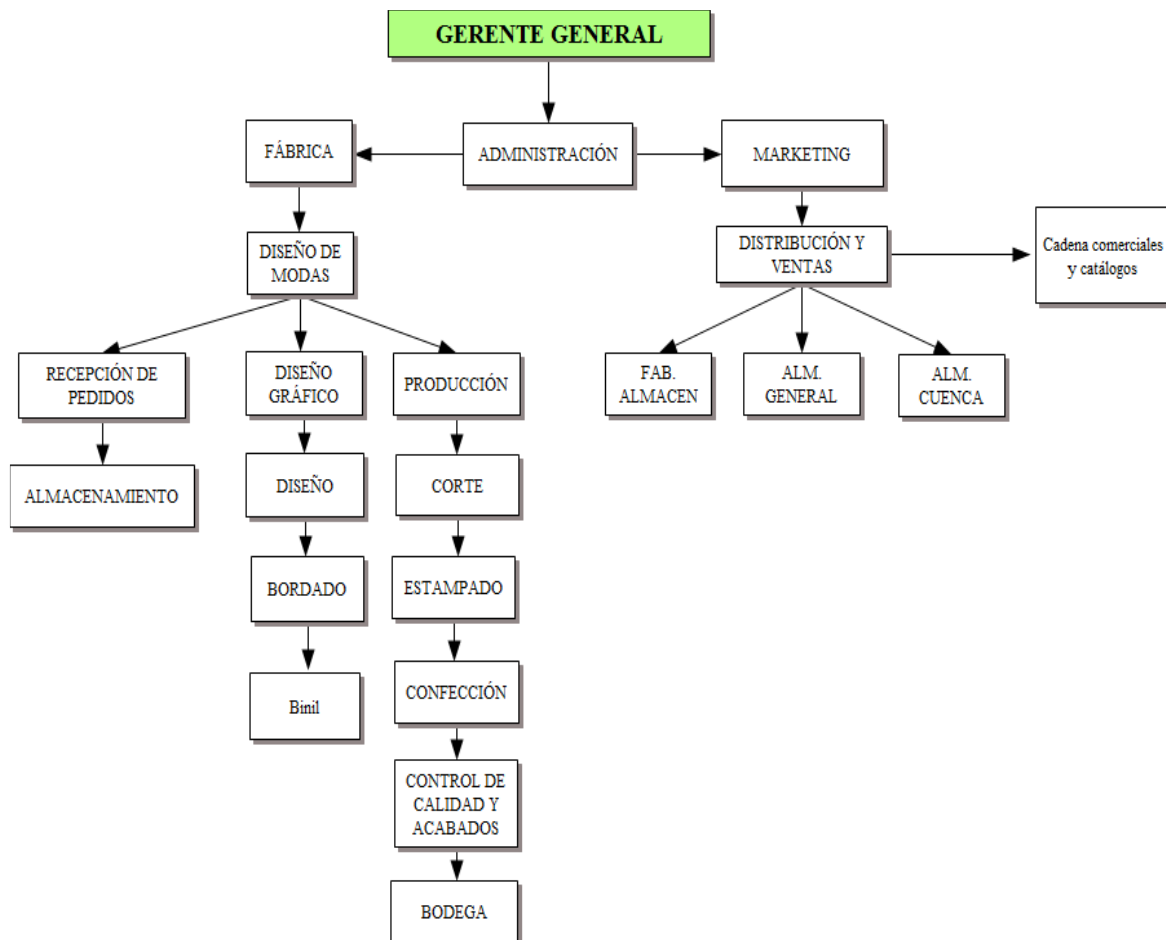 GERENTE GENERAL
FÁBRICA
ADMINISTRACIÓN
MARKETING
DISEÑO DE
MODAS
DISTRIBUCIÓN Y
VENTAS
Cadena comerciales
y catálogos
RECEPCIÓN DE
PEDIDOS
DISEÑO
GRÁFICO
PRODUCCIÓN
FAB.
ALMACEN
ALM.
GENERAL
ALM.
CUENCA
ALMACENAMIENTO
DISEÑO
CORTE
BORDADO
ESTAMPADO
Binil
CONFECCIÓN
CONTROL DE
CALIDAD Y
ACABADOS
BODEGA